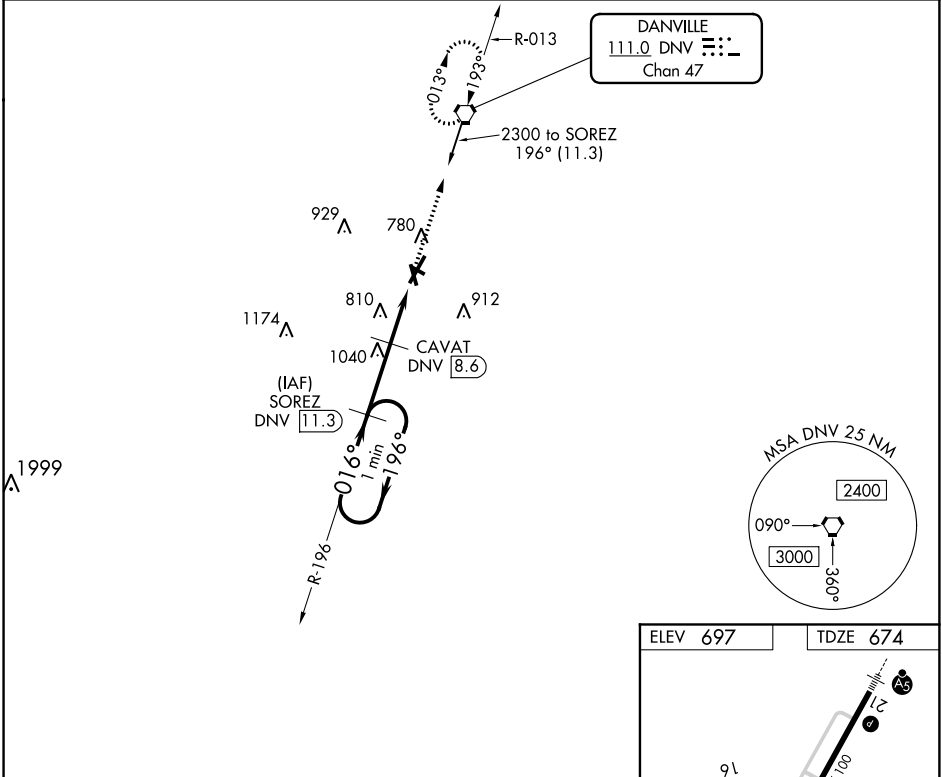 R-013
DANVILLE
111.0 DNV
Chan 47
013°
193°
2300 to SOREZ
196° (11.3)
929
780
810
912
1174
1040
CAVAT
DNV 8.6
(IAF)
SOREZ
DNV 11.3
1999
016°
1 min
196°
R-196
MSA DNV 25 NM
2400
090°
3000
360°
ELEV 697
TDZE 674
A5
21
P
16
100